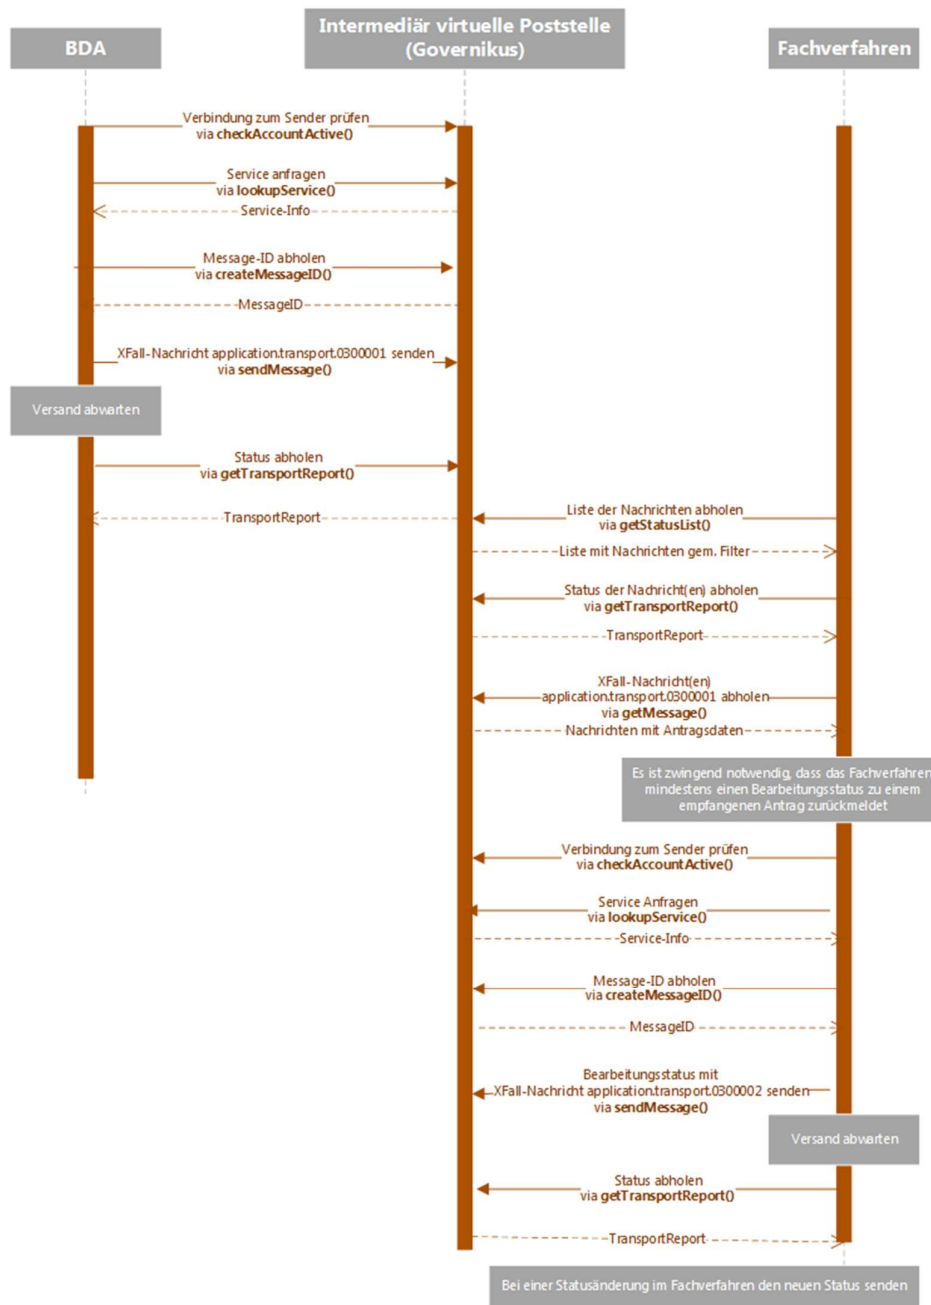 BDA
Intermediär virtuelle Poststelle
(Governikus)
Fachverfahren
Verbindung zum Sender prüfen
via checkAccountActive()
Service anfragen
via lookupService()
Service-Info
Message-ID abholen
via createMessageID()
MessageID
XFall-Nachricht application.transport.0300001 senden
via sendMessage()
Versand abwarten
Status abholen
via getTransportReport()
TransportReport
Liste der Nachrichten abholen
via getStatusList()
Liste mit Nachrichten gem. Filter
Status der Nachricht(en) abholen
via getTransportReport()
TransportReport
XFall-Nachricht(en)
application.transport.0300001 abholen
via getMessage()
Nachrichten mit Antragsdaten
Es ist zwingend notwendig, dass das Fachverfahren
mindestens einen Bearbeitungsstatus zu einem
empfangenen Antrag zurückmeldet
Verbindung zum Sender prüfen
via checkAccountActive()
Service Anfragen
via lookupService()
Service-Info
Message-ID abholen
via createMessageID()
MessageID
Bearbeitungsstatus mit
XFall-Nachricht application.transport.0300002 senden
via sendMessage()
Versand abwarten
Status abholen
via getTransportReport()
TransportReport
Bei einer Statusänderung im Fachverfahren den neuen Status senden